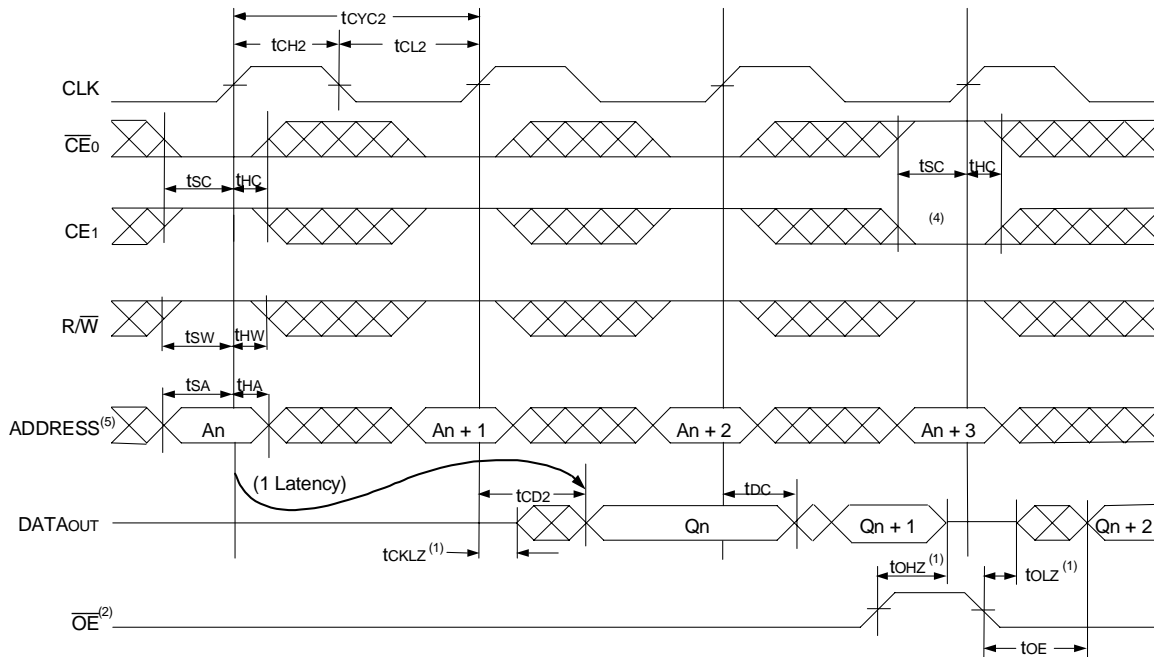 tCYC2
tCH2 tCL2
CLK
CE0
tSC tHC tSC tHC
CE1 (4)
R/W
tSW tHW
tSA tHA
ADDRESS(5) An An + 1 An + 2 An + 3
(1 Latency) tCD2 tDC
DATAOUT Qn Qn + 1 Qn + 2
tCKLZ (1) tOHZ (1) tOLZ (1)
OE(2)
tOE